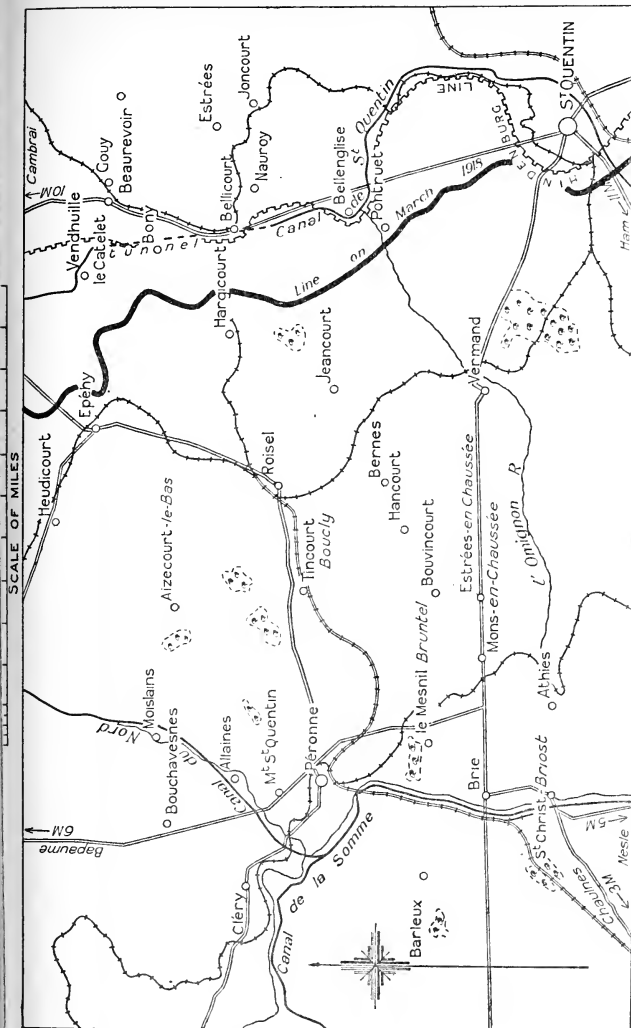 SCALE OF MILES
Bapaume
6M
Cléry
Canal
de la Somme
Barleux
Bouchavesnes
Moislains
Canal
du
Nord
Allaines
Mt St Quentin
Péronne
le Mesnil Bruntel
Brie
St Christ-Briost
Chaulnes
3M
5M
Nesle
Athies
Mons-en-Chaussée
Estrées-en Chaussée
l'Omignon R
Bouvincourt
Hancourt
Bernes
Tincourt
Boucly
Aizecourt-le-Bas
Roisel
Heudicourt
Epéhy
Vermand
Jeancourt
Hargicourt
Line on March 1918
Pontruet
Bellenglise
Canal de St Quentin
Tunnel
Bellicourt
Nauroy
Joncourt
Estrées
Bony
le Catelet
Vendhuille
Gouy
Beaurevoir
Cambrai
10M
LINE
St QUENTIN
Ham
11M